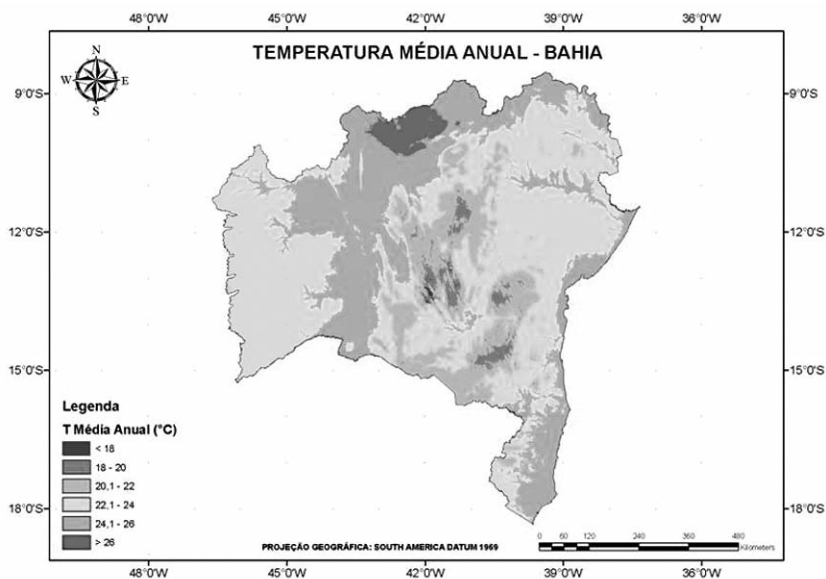 48°0'W 45°0'W 42°0'W 39°0'W 36°0'W
TEMPERATURA MÉDIA ANUAL - BAHIA
N
W E
S
9°0'S 9°0'S
12°0'S 12°0'S
15°0'S 15°0'S
18°0'S 18°0'S
Legenda
T Média Anual (°C)
< 18
18 - 20
20,1 - 22
22,1 - 24
24,1 - 26
> 26
PROJEÇÃO GEOGRÁFICA: SOUTH AMERICA DATUM 1969
0 30 60 120 240 360 480
Kilometers
48°0'W 45°0'W 42°0'W 39°0'W 36°0'W